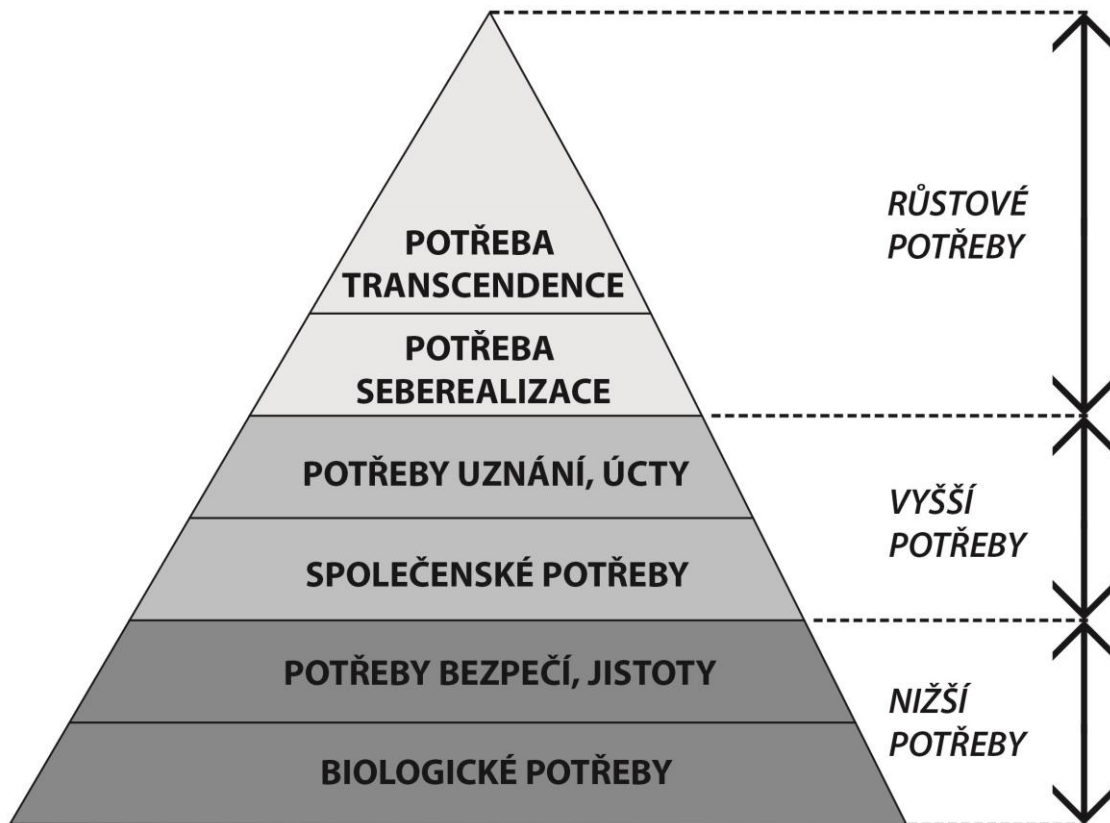 RŮSTOVÉ
POTŘEBY
POTŘEBA
TRANSCENDENCE
POTŘEBA
SEBEREALIZACE
POTŘEBY UZNÁNÍ, ÚCTY
VYŠŠÍ
POTŘEBY
SPOLEČENSKÉ POTŘEBY
POTŘEBY BEZPEČÍ, JISTOTY
NIŽŠÍ
POTŘEBY
BIOLOGICKÉ POTŘEBY